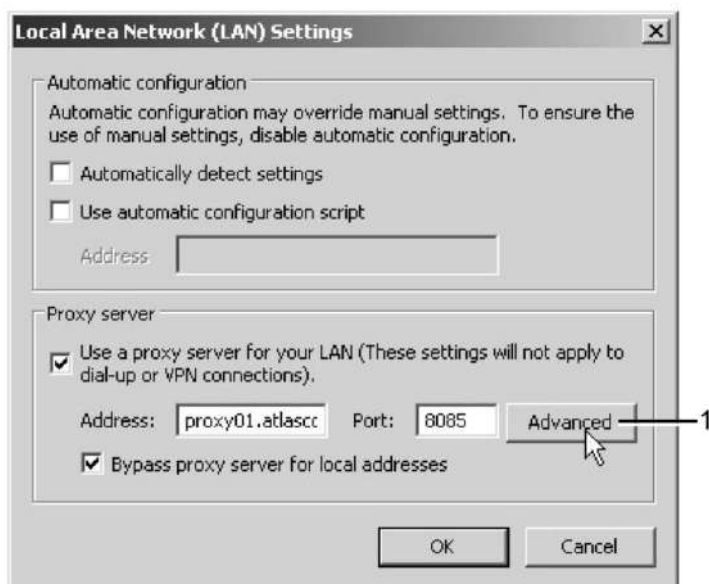 Local Area Network (LAN) Settings
Automatic configuration
Automatic configuration may override manual settings. To ensure the
use of manual settings, disable automatic configuration.
Automatically detect settings
Use automatic configuration script
Address
Proxy server
Use a proxy server for your LAN (These settings will not apply to
dial-up or VPN connections).
Address: proxy01.atlascc Port: 8085 Advanced 1
Bypass proxy server for local addresses
OK Cancel